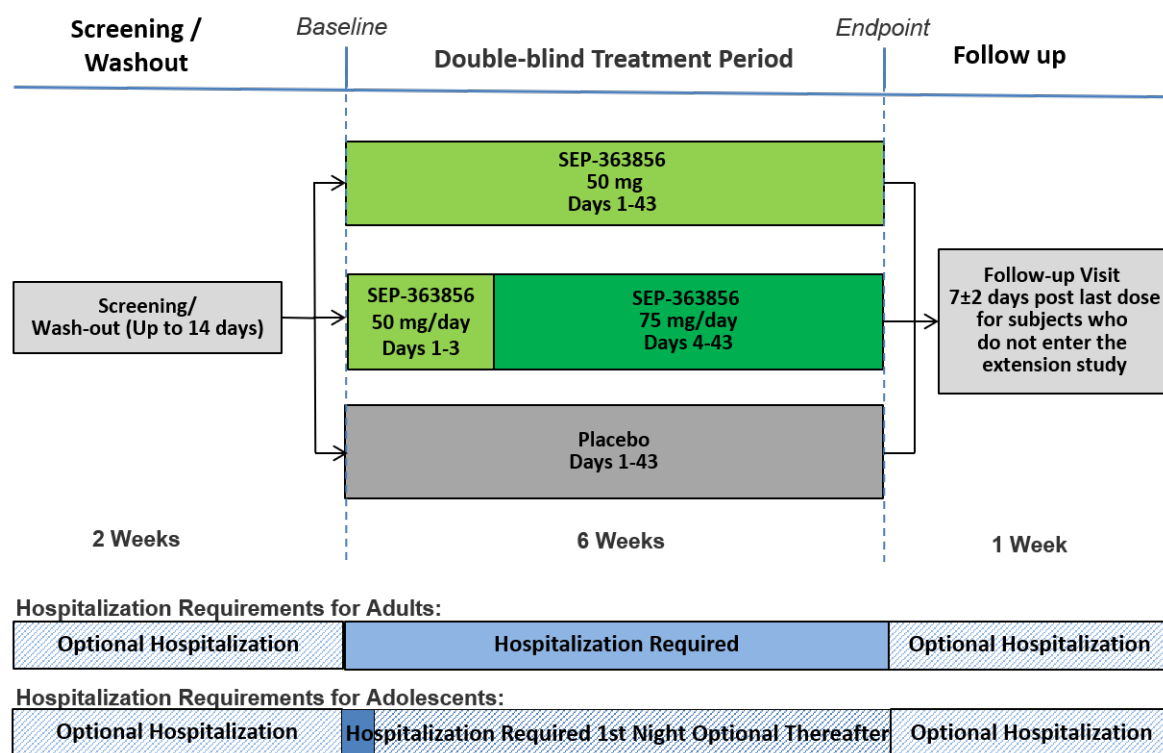 Screening /
Washout
Baseline
Double-blind Treatment Period
Endpoint
Follow up
SEP-363856
50 mg
Days 1-43
Screening/
Wash-out (Up to 14 days)
SEP-363856
50 mg/day
Days 1-3
SEP-363856
75 mg/day
Days 4-43
Follow-up Visit
7±2 days post last dose
for subjects who
do not enter the
extension study
Placebo
Days 1-43
2 Weeks
6 Weeks
1 Week
Hospitalization Requirements for Adults:
Optional Hospitalization
Hospitalization Required
Optional Hospitalization
Hospitalization Requirements for Adolescents:
Optional Hospitalization
Hospitalization Required 1st Night Optional Thereafter
Optional Hospitalization